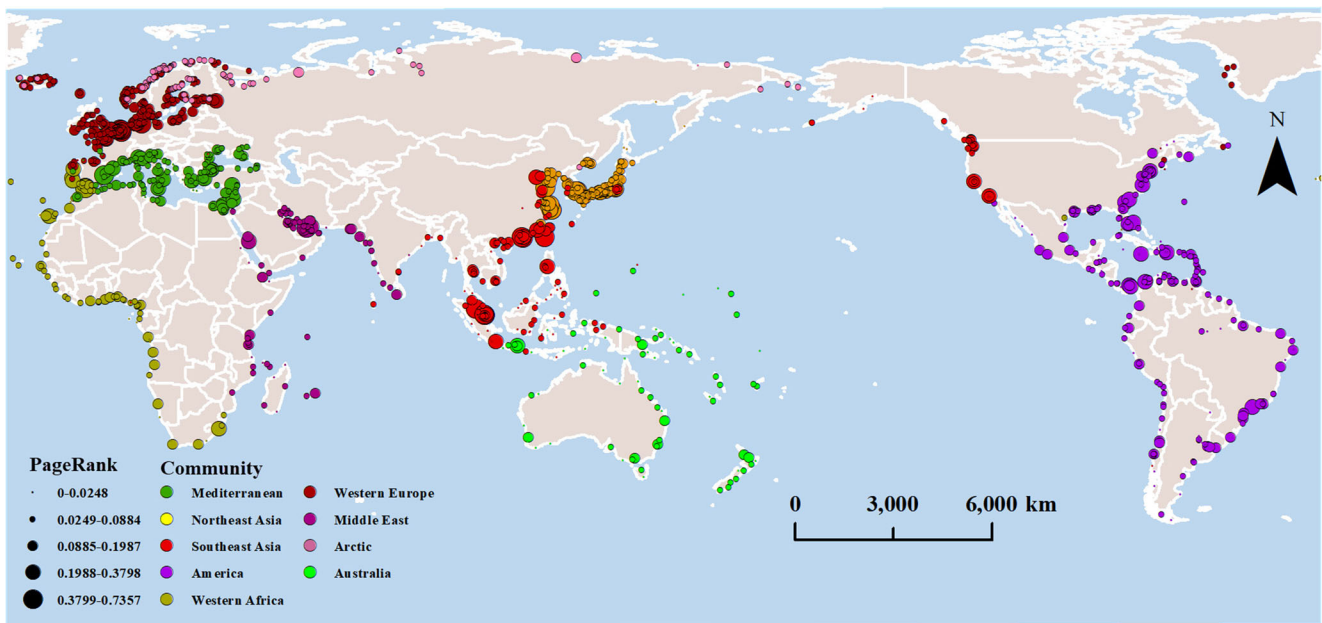 N
PageRank Community
0-0.0248 Mediterranean Western Europe
0.0249-0.0884 Northeast Asia Middle East
0.0885-0.1987 Southeast Asia Arctic
0.1988-0.3798 America Australia
0.3799-0.7357 Western Africa
0 3,000 6,000 km